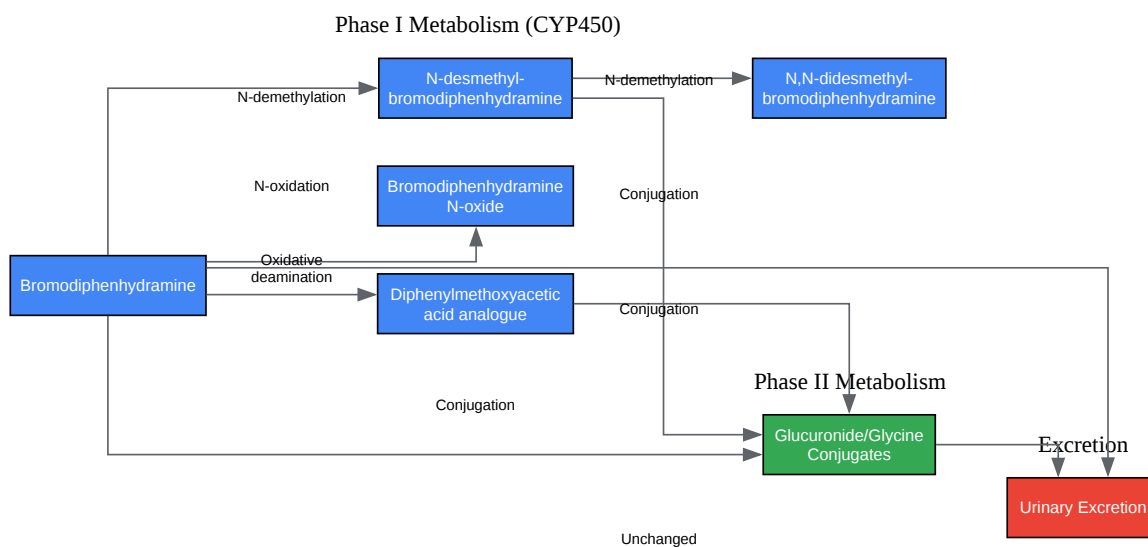 Phase I Metabolism (CYP450)
N-desmethyl-
bromodiphenhydramine
N-demethylation
N,N-didesmethyl-
bromodiphenhydramine
N-demethylation
N-oxidation
Bromodiphenhydramine
N-oxide
Conjugation
Bromodiphenhydramine
Oxidative
deamination
Diphenylmethoxyacetic
acid analogue
Conjugation
Phase II Metabolism
Conjugation
Glucuronide/Glycine
Conjugates
Excretion
Urinary Excretion
Unchanged